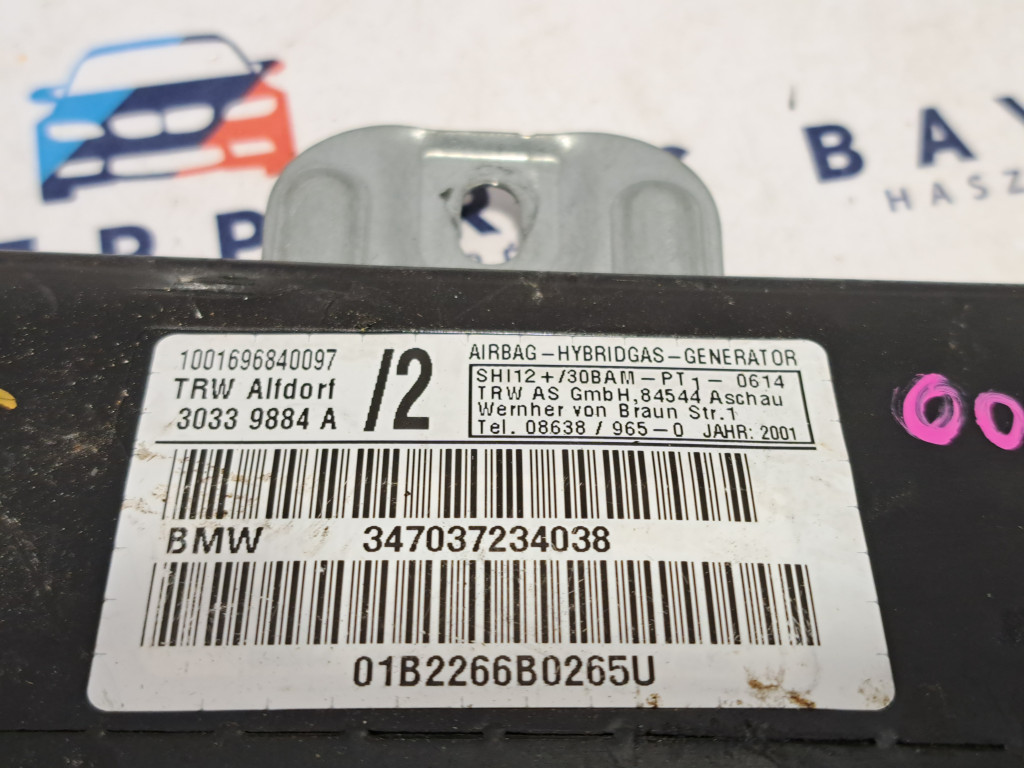 BAY
HASZ
1001696840097
TRW Alfdorf
3033 9884 A
/2
AIRBAG-HYBRIDGAS-GENERATOR
SHI12+/30BAM-PT1-0614
TRW AS GmbH,84544 Aschau
Wernher von Braun Str.1
Tel. 08638/965-0 JAHR: 2001
BMW 347037234038
01B2266B0265U
60